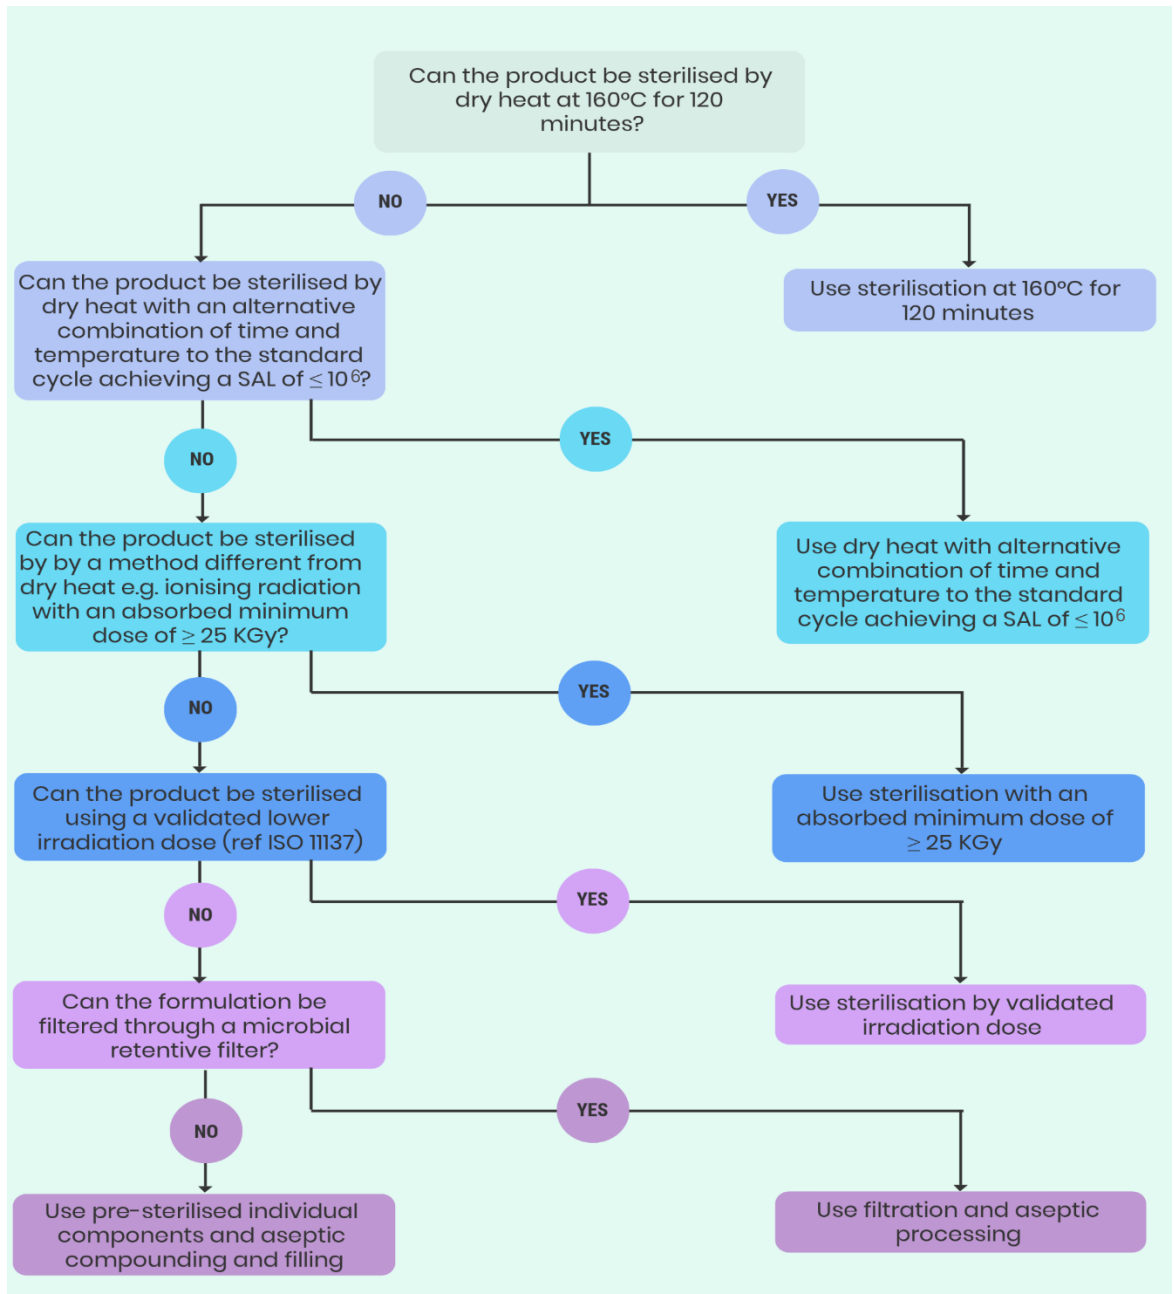 Can the product be sterilised by
dry heat at 160°C for 120
minutes?
NO
YES
Can the product be sterilised by
dry heat with an alternative
combination of time and
temperature to the standard
cycle achieving a SAL of ≤ 10⁶?
Use sterilisation at 160°C for
120 minutes
NO
YES
Can the product be sterilised
by by a method different from
dry heat e.g. ionising radiation
with an absorbed minimum
dose of ≥ 25 KGy?
Use dry heat with alternative
combination of time and
temperature to the standard
cycle achieving a SAL of ≤ 10⁶
NO
YES
Can the product be sterilised
using a validated lower
irradiation dose (ref ISO 11137)
Use sterilisation with an
absorbed minimum dose of
≥ 25 KGy
NO
YES
Can the formulation be
filtered through a microbial
retentive filter?
Use sterilisation by validated
irradiation dose
NO
YES
Use pre-sterilised individual
components and aseptic
compounding and filling
Use filtration and aseptic
processing